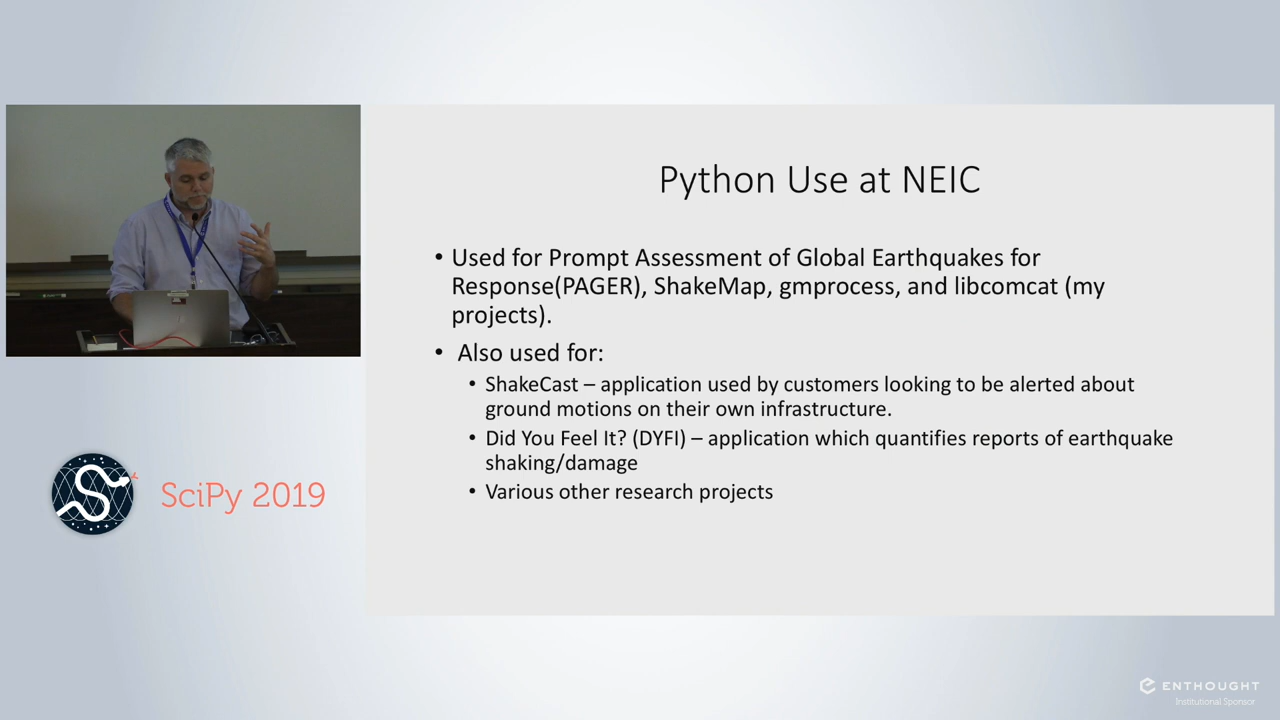 Python Use at NEIC
• Used for Prompt Assessment of Global Earthquakes for
Response(PAGER), ShakeMap, gmprocess, and libcomcat (my
projects).
• Also used for:
• ShakeCast – application used by customers looking to be alerted about
ground motions on their own infrastructure.
• Did You Feel It? (DYFI) – application which quantifies reports of earthquake
shaking/damage
• Various other research projects
SciPy 2019
ENTHOUGHT
Institutional Sponsor